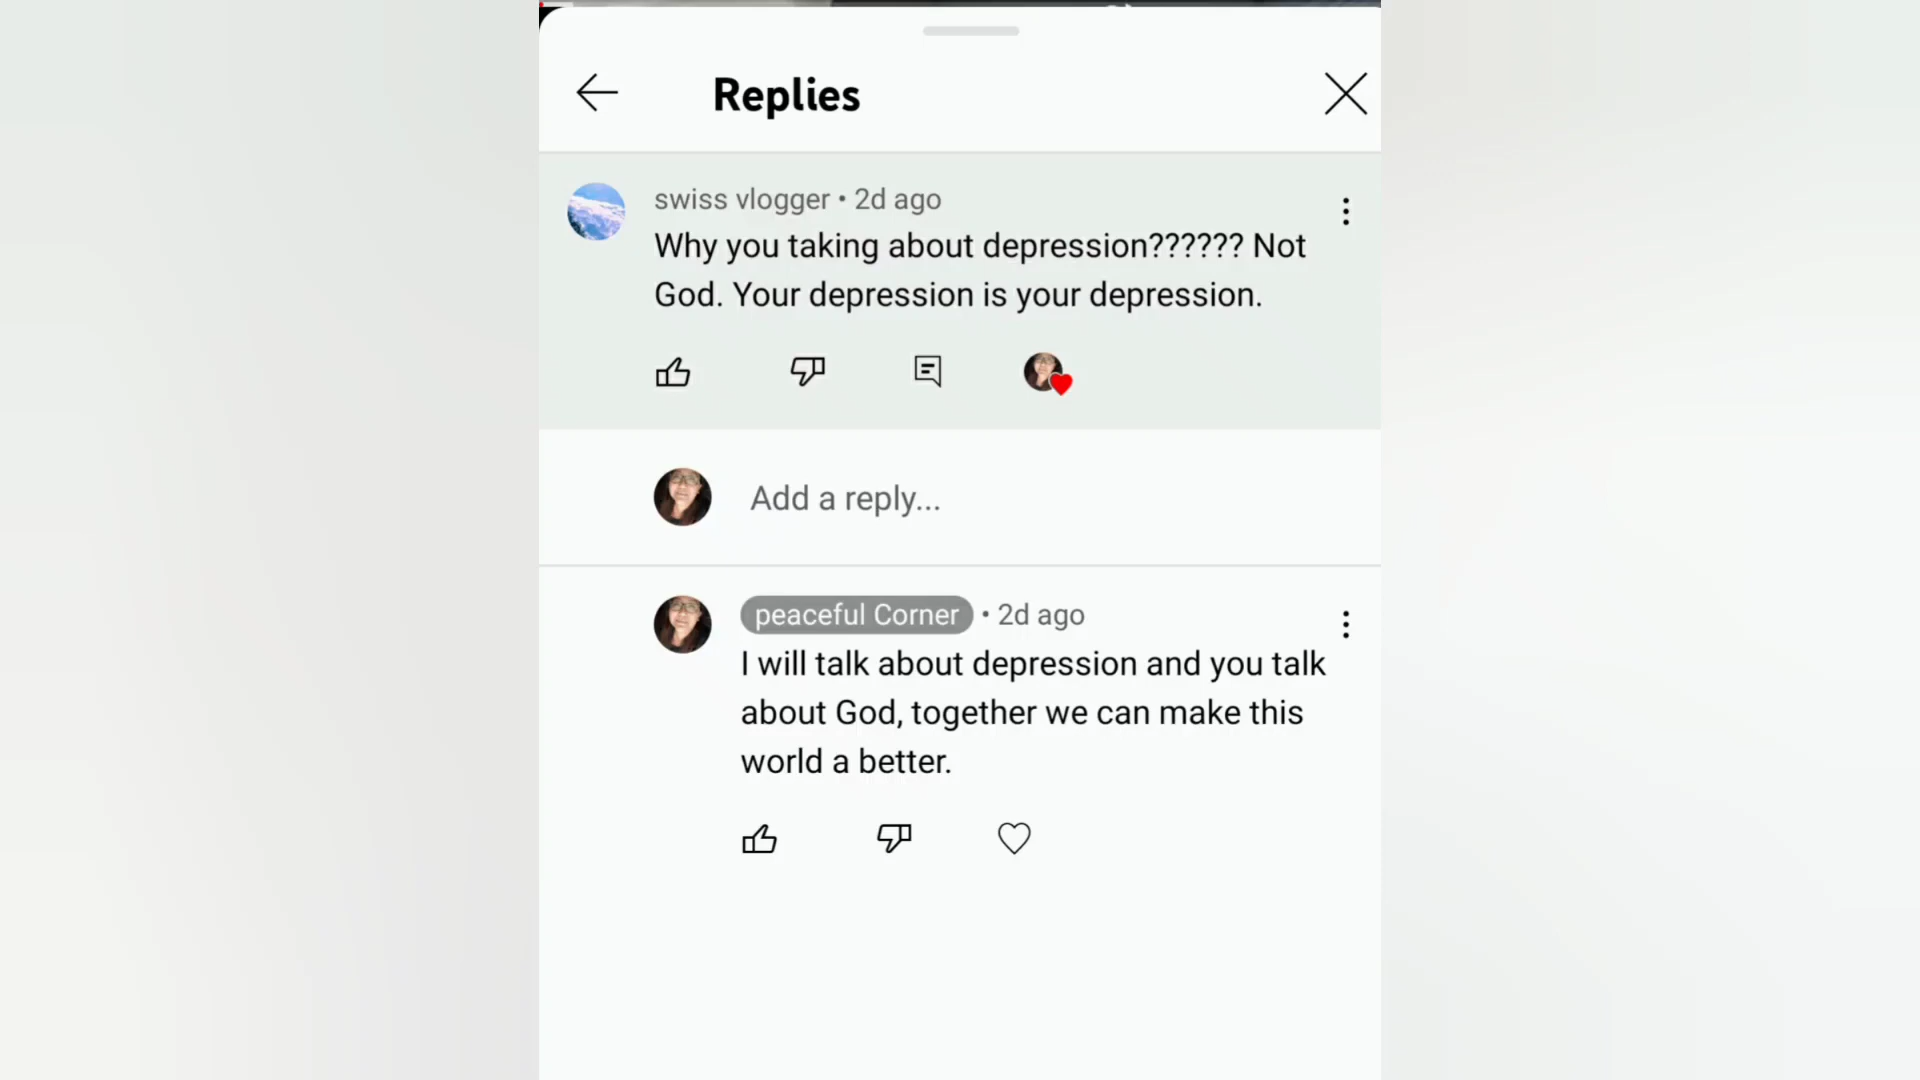 Replies
swiss vlogger • 2d ago
Why you taking about depression?????? Not
God. Your depression is your depression.
Add a reply...
peaceful Corner • 2d ago
I will talk about depression and you talk
about God, together we can make this
world a better.